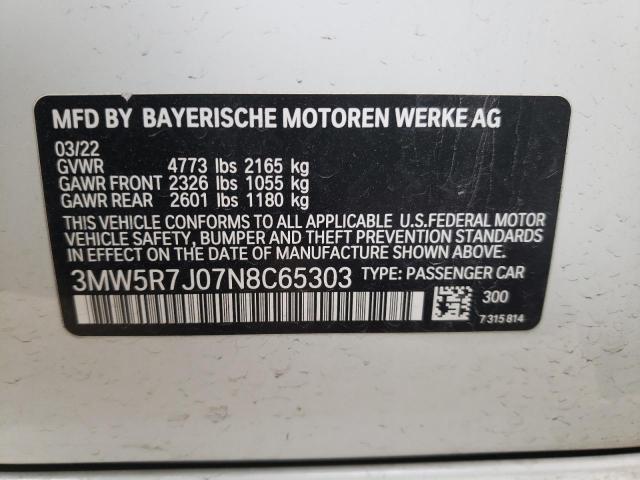 MFD BY BAYERISCHE MOTOREN WERKE AG
03/22
GVWR 4773 lbs 2165 kg
GAWR FRONT 2326 lbs 1055 kg
GAWR REAR 2601 lbs 1180 kg
THIS VEHICLE CONFORMS TO ALL APPLICABLE U.S.FEDERAL MOTOR
VEHICLE SAFETY, BUMPER AND THEFT PREVENTION STANDARDS
IN EFFECT ON THE DATE OF MANUFACTURE SHOWN ABOVE.
3MW5R7J07N8C65303 TYPE: PASSENGER CAR
300
7 315 814